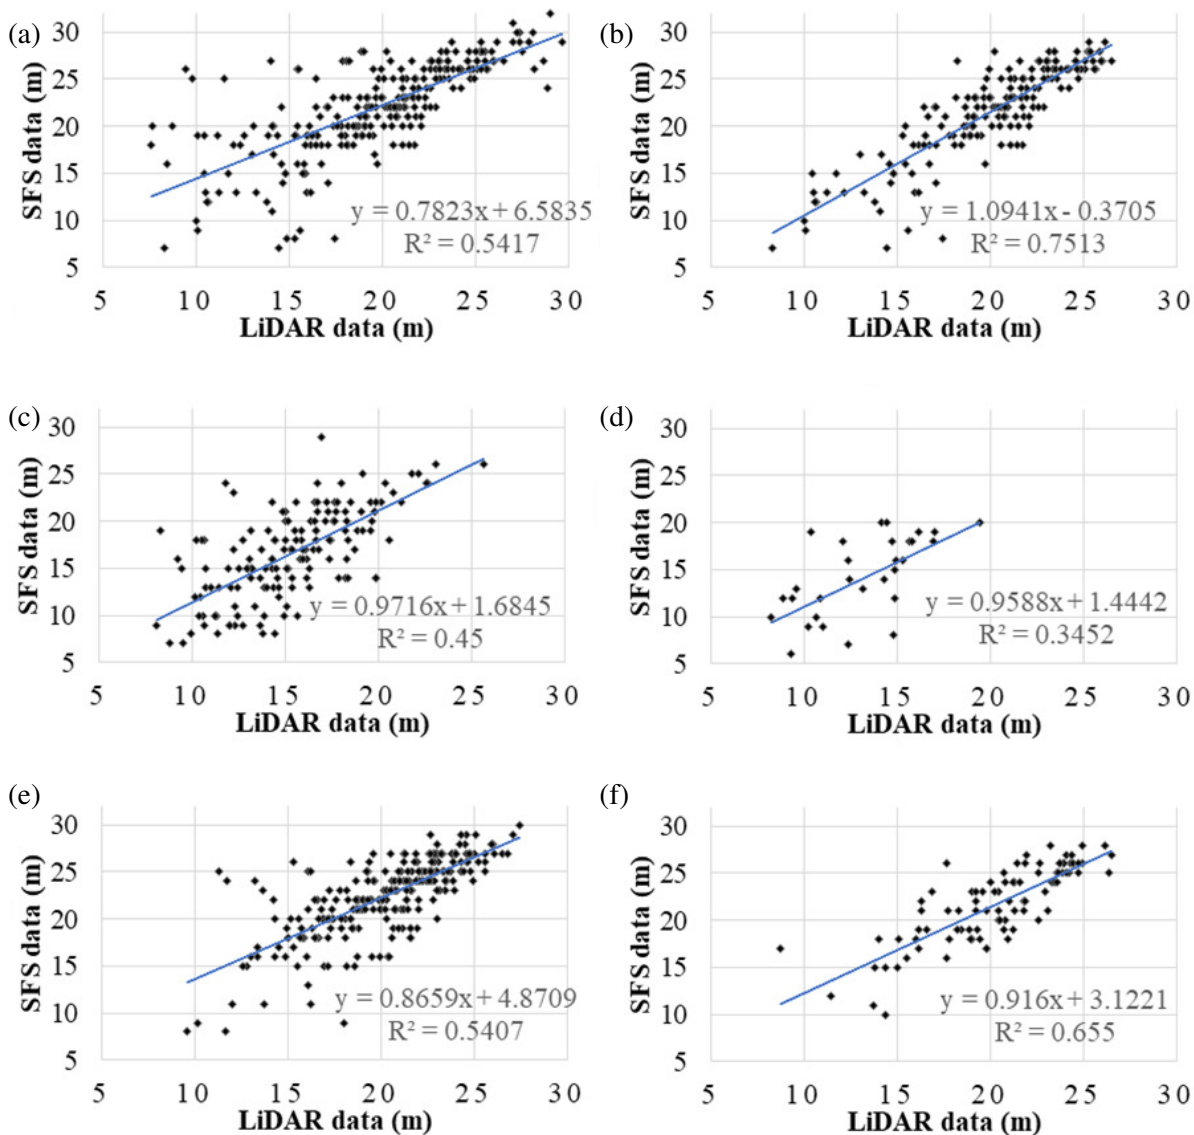 (a)
30
25
20
15
10
5
SFS data (m)
y = 0.7823x + 6.5835
R² = 0.5417
5 10 15 20 25 30
LiDAR data (m)
(b)
30
25
20
15
10
5
SFS data (m)
y = 1.0941x - 0.3705
R² = 0.7513
5 10 15 20 25 30
LiDAR data (m)
(c)
30
25
20
15
10
5
SFS data (m)
y = 0.9716x + 1.6845
R² = 0.45
5 10 15 20 25 30
LiDAR data (m)
(d)
30
25
20
15
10
5
SFS data (m)
y = 0.9588x + 1.4442
R² = 0.3452
5 10 15 20 25 30
LiDAR data (m)
(e)
30
25
20
15
10
5
SFS data (m)
y = 0.8659x + 4.8709
R² = 0.5407
5 10 15 20 25 30
LiDAR data (m)
(f)
30
25
20
15
10
5
SFS data (m)
y = 0.916x + 3.1221
R² = 0.655
5 10 15 20 25 30
LiDAR data (m)